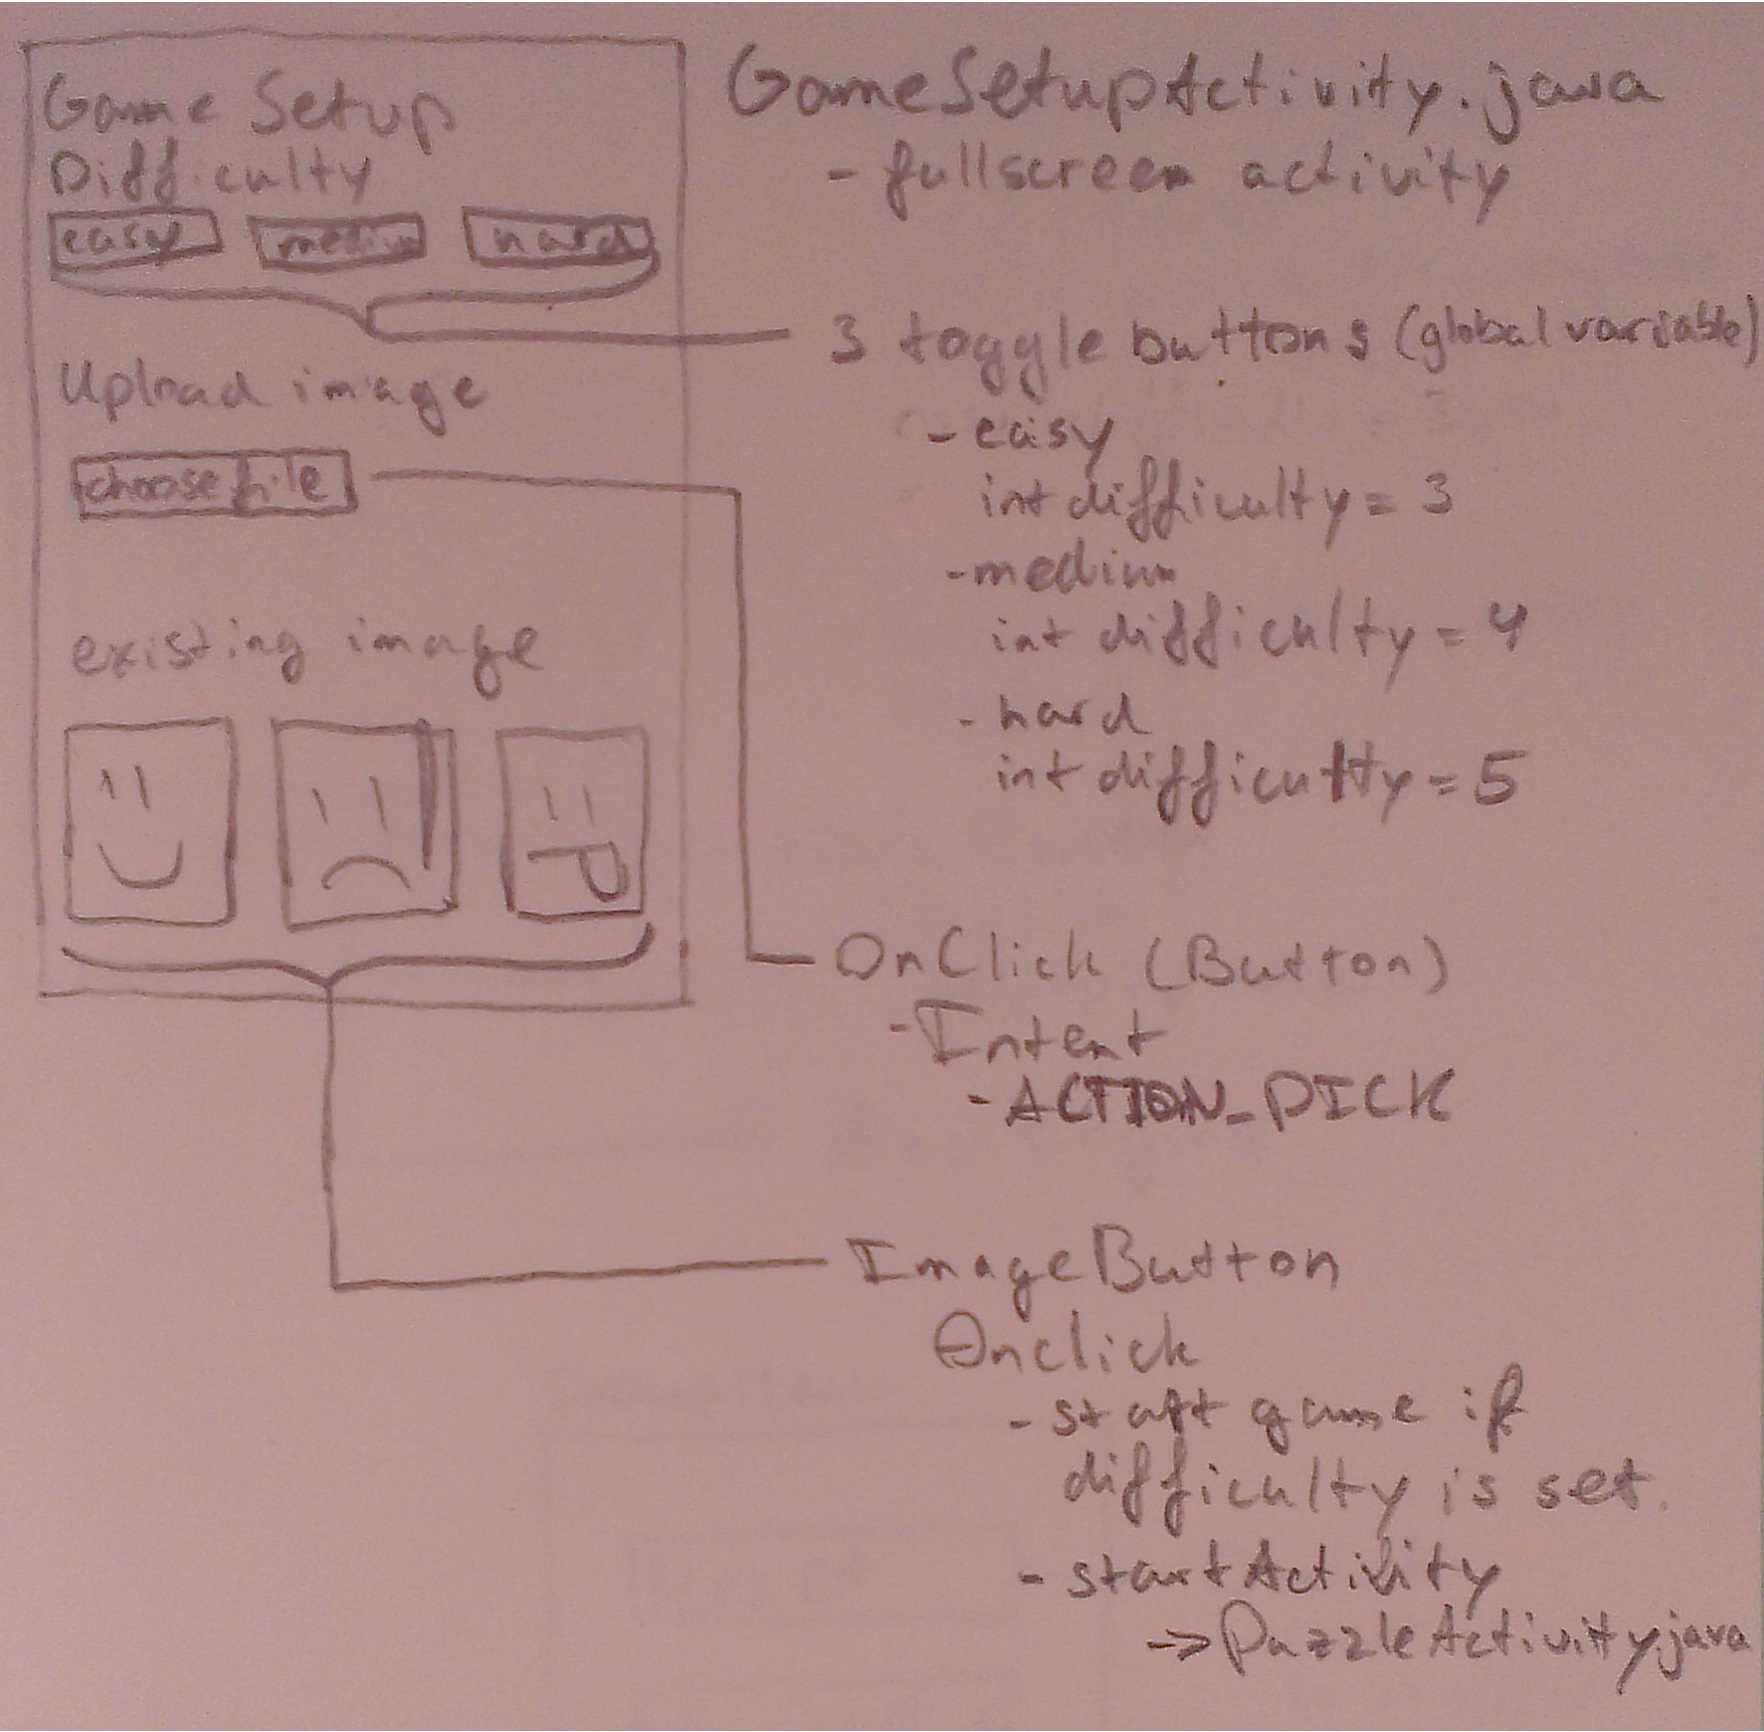 Game Setup
Difficulty
easy medium hard
Upload image
choose file
existing image
GameSetupActivity.java
- fullscreen activity
3 toggle buttons (global variable)
- easy
int difficulty = 3
- medium
int difficulty = 4
- hard
int difficulty = 5
OnClick (Button)
- Intent
- ACTION_PICK
ImageButton
Onclick
- start game if
difficulty is set.
- startActivity
→ PuzzleActivity.java